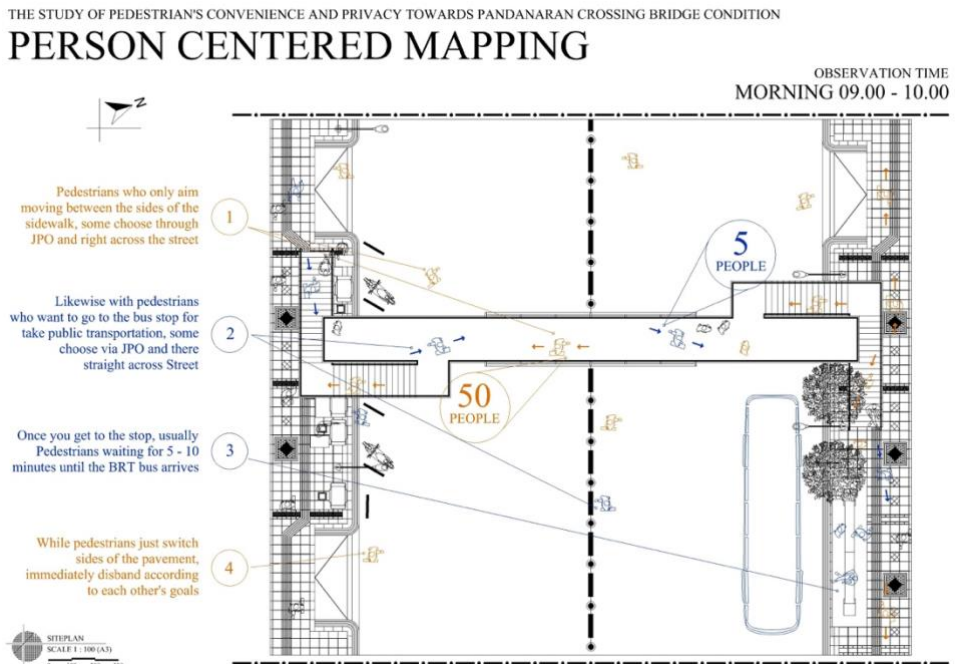 THE STUDY OF PEDESTRIAN'S CONVENIENCE AND PRIVACY TOWARDS PANDANARAN CROSSING BRIDGE CONDITION
PERSON CENTERED MAPPING
OBSERVATION TIME
MORNING 09.00 - 10.00
N
Pedestrians who only aim
moving between the sides of the
sidewalk, some choose through
JPO and right across the street
1
5
PEOPLE
Likewise with pedestrians
who want to go to the bus stop for
take public transportation, some
choose via JPO and there
straight across Street
2
50
PEOPLE
Once you get to the stop, usually
Pedestrians waiting for 5 - 10
minutes until the BRT bus arrives
3
While pedestrians just switch
sides of the pavement,
immediately disband according
to each other's goals
4
SITEPLAN
SCALE 1 : 100 (A3)